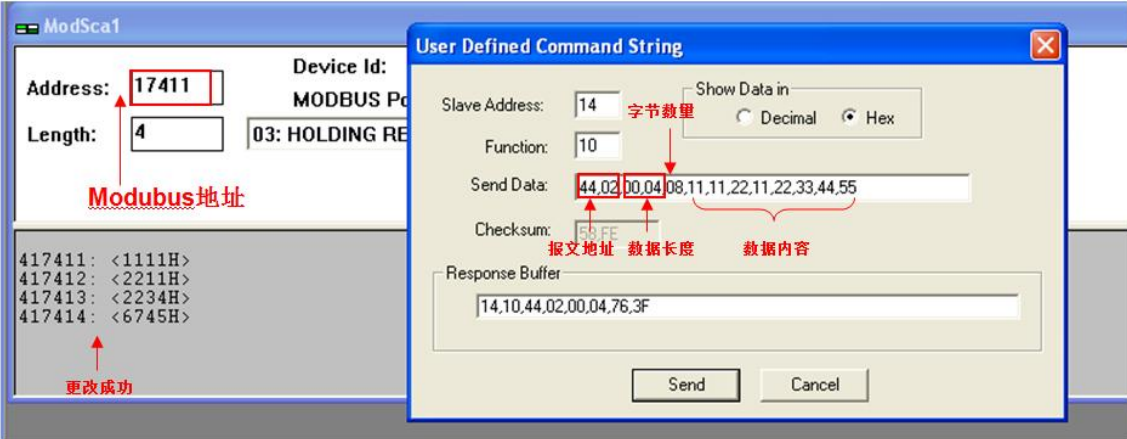 ModSca1
Address: 17411
Device Id:
MODBUS Po
Length: 4
03: HOLDING RE
Modubus地址
417411: <1111H>
417412: <2211H>
417413: <2234H>
417414: <6745H>
更改成功
User Defined Command String
Slave Address: 14
字节数量
Show Data in
Decimal
Hex
Function: 10
Send Data: 44,02,00,04,08,11,11,22,11,22,33,44,55
Checksum: 58,FE
报文地址
数据长度
数据内容
Response Buffer
14,10,44,02,00,04,76,3F
Send
Cancel